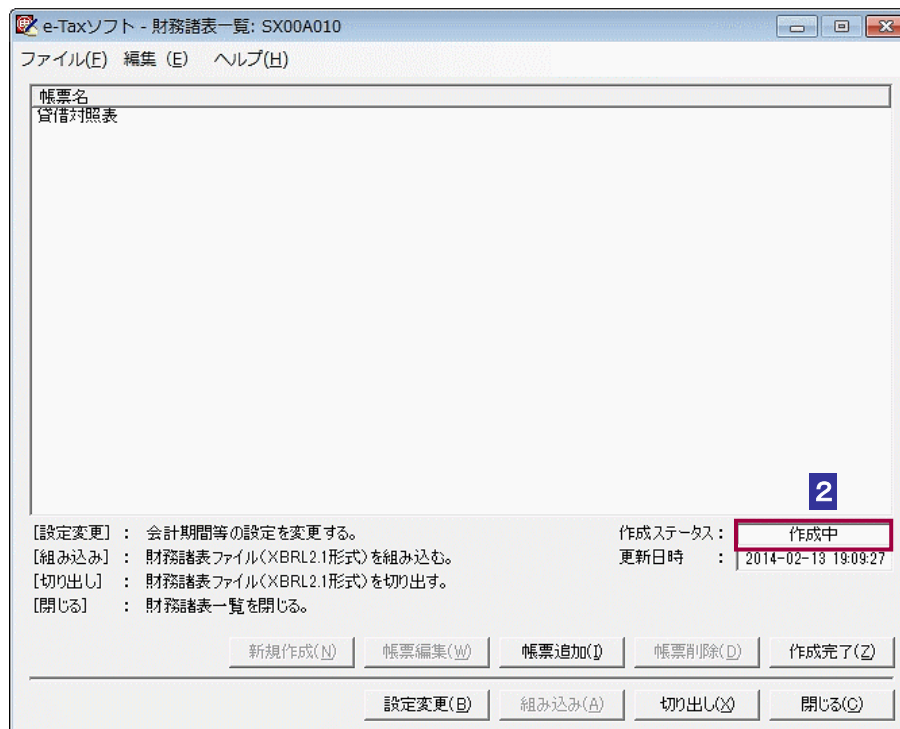 e-Taxソフト - 財務諸表一覧: SX00A010
ファイル(F) 編集 (E) ヘルプ(H)
帳票名
貸借対照表
2
[設定変更] : 会計期間等の設定を変更する。 作成ステータス: 作成中
[組み込み] : 財務諸表ファイル(XBRL2.1形式)を組み込む。 更新日時 : 2014-02-13 19:09:27
[切り出し] : 財務諸表ファイル(XBRL2.1形式)を切り出す。
[閉じる] : 財務諸表一覧を閉じる。
新規作成(N) 帳票編集(W) 帳票追加(I) 帳票削除(D) 作成完了(Z)
設定変更(B) 組み込み(A) 切り出し(X) 閉じる(C)